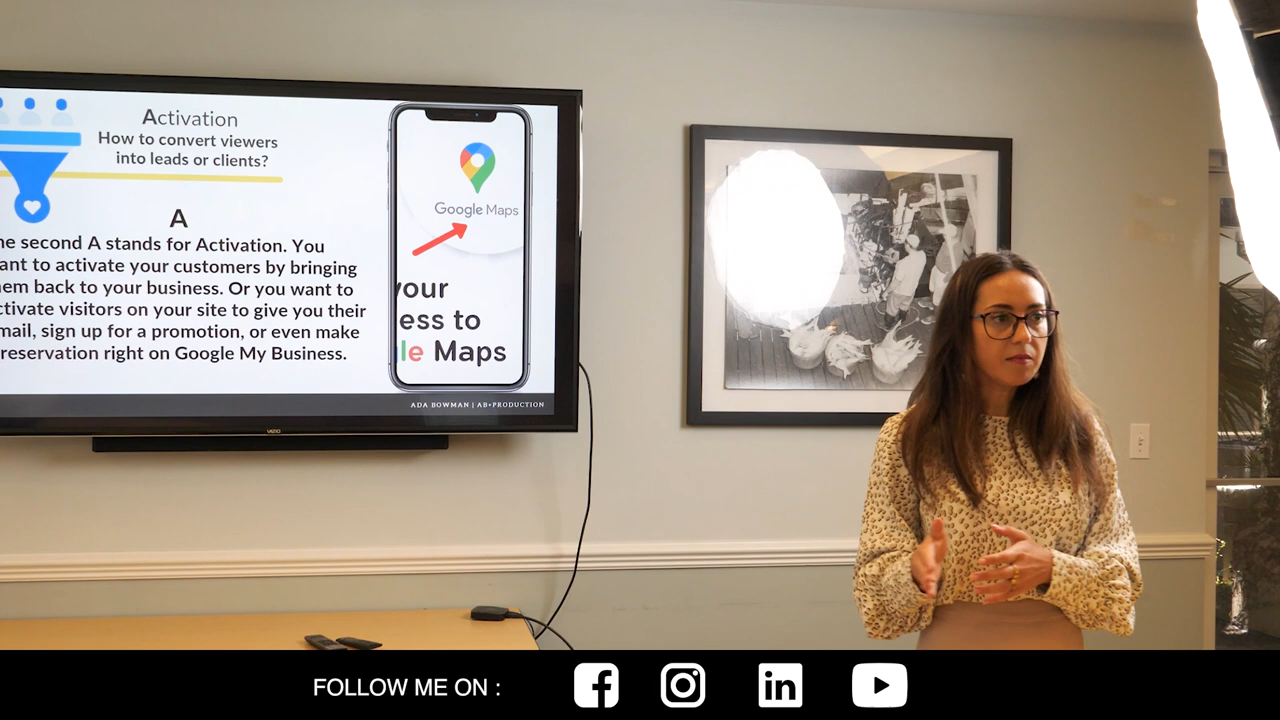 Activation
How to convert viewers
into leads or clients?
A
he second A stands for Activation. You
ant to activate your customers by bringing
em back to your business. Or you want to
ctivate visitors on your site to give you their
mail, sign up for a promotion, or even make
reservation right on Google My Business.
Google Maps
your
ess to
le Maps
ADA BOWMAN | AB+PRODUCTION
VIZIO
FOLLOW ME ON :